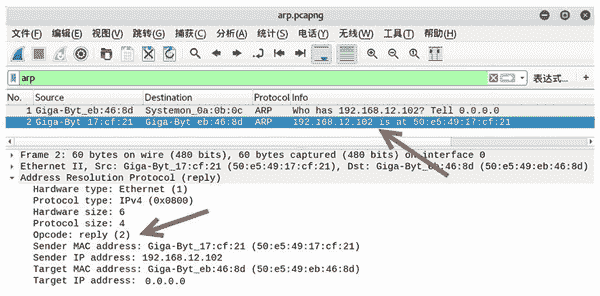 arp.pcapng
文件(F) 编辑(E) 视图(V) 跳转(G) 捕获(C) 分析(A) 统计(S) 电话(Y) 无线(W) 工具(T) 帮助(H)
arp 表达式… +
No. Source Destination Protocol Info
1 Giga-Byt_eb:46:8d Systemon_0a:0b:0c ARP Who has 192.168.12.102? Tell 0.0.0.0
2 Giga-Byt_17:cf:21 Giga-Byt_eb:46:8d ARP 192.168.12.102 is at 50:e5:49:17:cf:21
Frame 2: 60 bytes on wire (480 bits), 60 bytes captured (480 bits) on interface 0
Ethernet II, Src: Giga-Byt_17:cf:21 (50:e5:49:17:cf:21), Dst: Giga-Byt_eb:46:8d (50:e5:49:eb:46:8d)
Address Resolution Protocol (reply)
Hardware type: Ethernet (1)
Protocol type: IPv4 (0x0800)
Hardware size: 6
Protocol size: 4
Opcode: reply (2)
Sender MAC address: Giga-Byt_17:cf:21 (50:e5:49:17:cf:21)
Sender IP address: 192.168.12.102
Target MAC address: Giga-Byt_eb:46:8d (50:e5:49:eb:46:8d)
Target IP address: 0.0.0.0